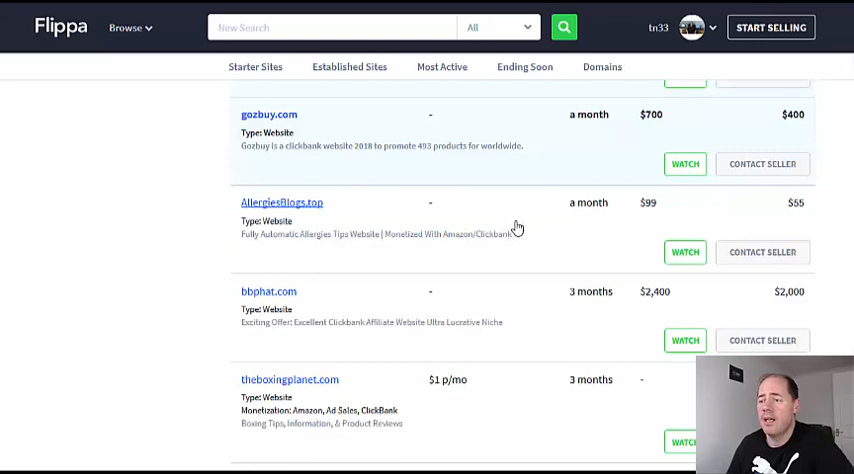 Flippa Browse New Search All tn33 START SELLING
Starter Sites Established Sites Most Active Ending Soon Domains
gozbuy.com - a month $700 $400
Type: Website
Gozbuy is a clickbank website 2018 to promote 493 products for worldwide.
WATCH CONTACT SELLER
AllergiesBlogs.top - a month $99 $55
Type: Website
Fully Automatic Allergies Tips Website | Monetized With Amazon/Clickbank
WATCH CONTACT SELLER
bbphat.com - 3 months $2,400 $2,000
Type: Website
Exciting Offer: Excellent Clickbank Affiliate Website Ultra Lucrative Niche
WATCH CONTACT SELLER
theboxingplanet.com $1 p/mo 3 months -
Type: Website
Monetization: Amazon, Ad Sales, ClickBank
Boxing Tips, Information, & Product Reviews